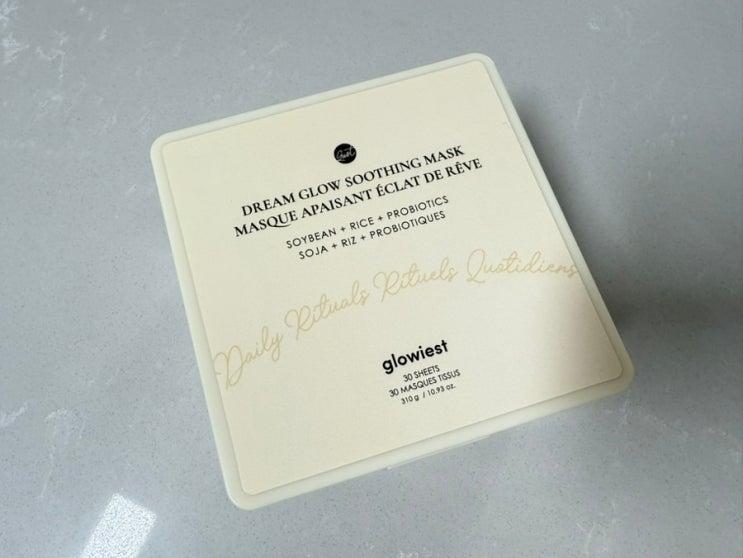 DREAM GLOW SOOTHING MASK
MASQUE APAISANT ÉCLAT DE RÊVE
SOYBEAN + RICE + PROBIOTICS
SOJA + RIZ + PROBIOTIQUES
Daily Rituals Rituels Quotidiens
glowiest
30 SHEETS
30 MASQUES TISSUS
310 g / 10.93 oz.